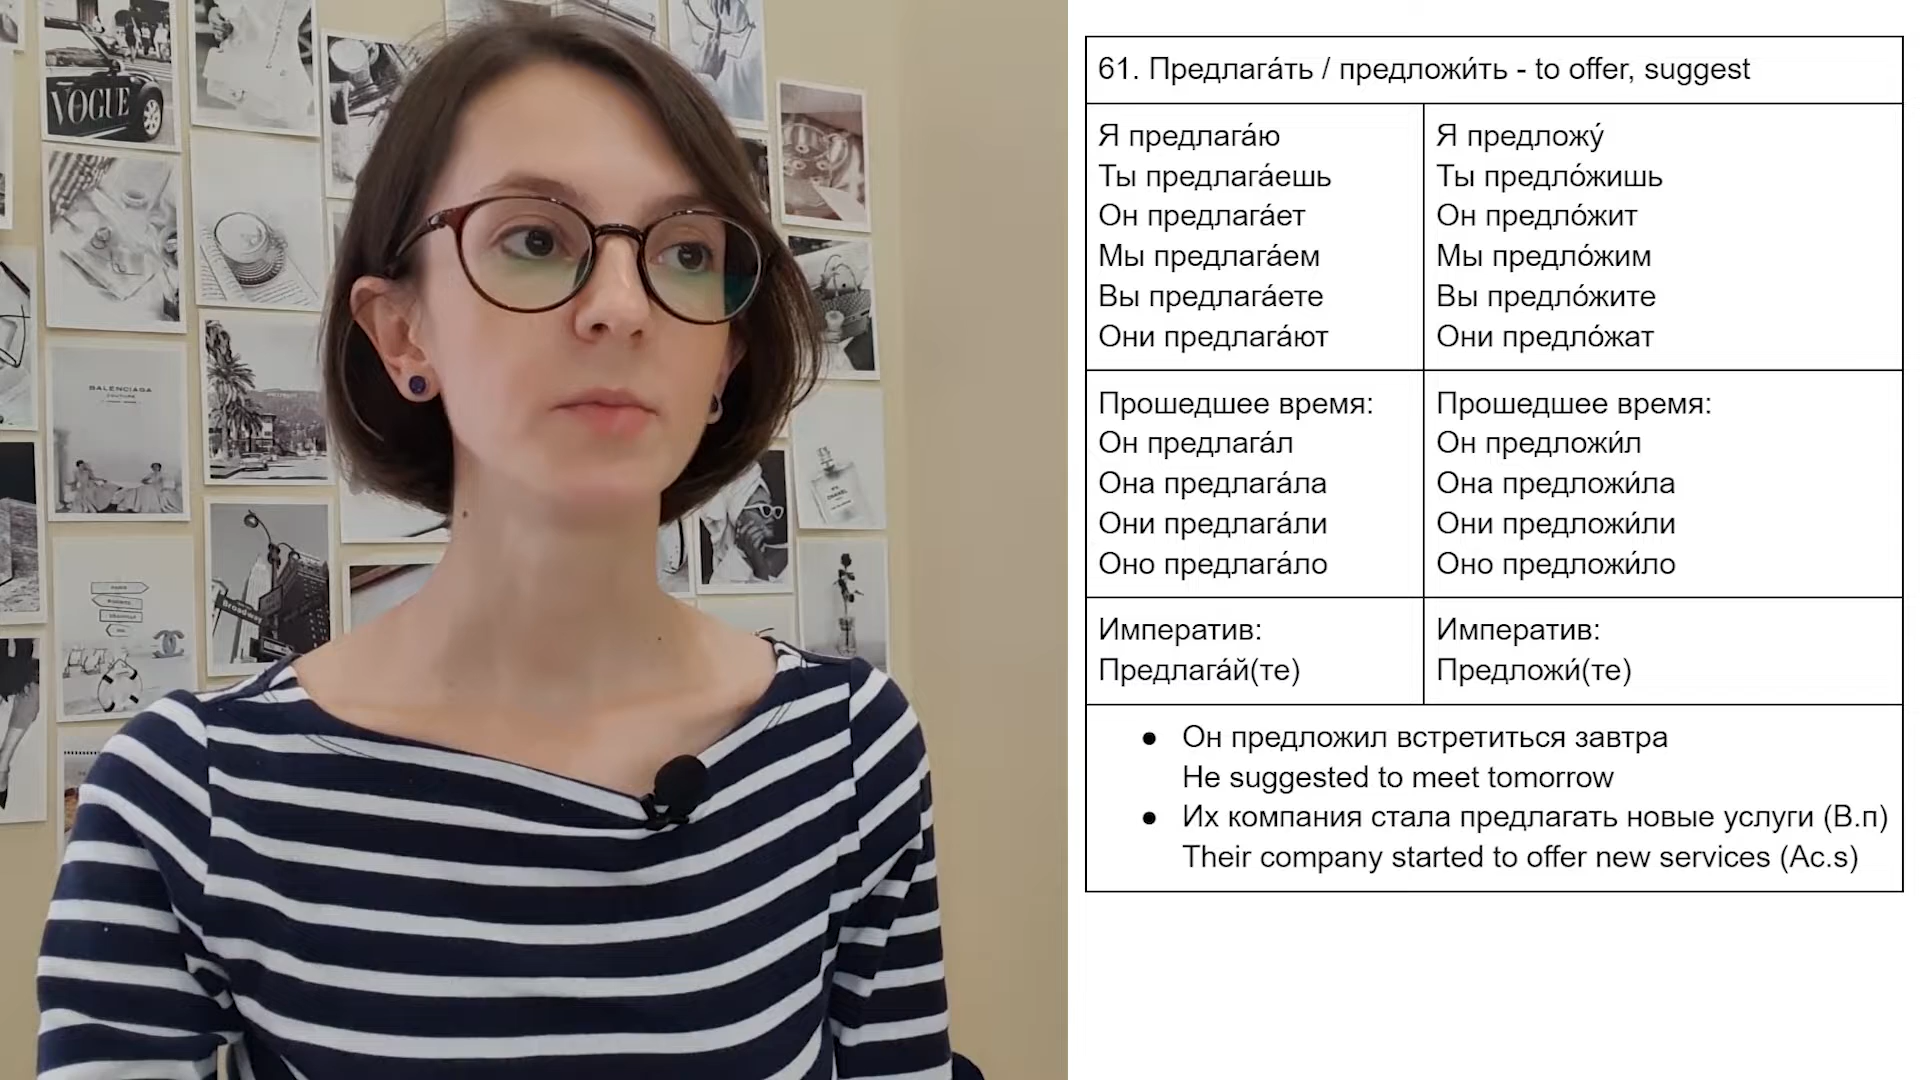 VOGUE
BALENCIAGA
COUTURE
Broadway
CHANEL
61. Предлага́ть / предложи́ть - to offer, suggest
Я предлага́ю
Ты предлага́ешь
Он предлага́ет
Мы предлага́ем
Вы предлага́ете
Они предлага́ют
Я предложу́
Ты предло́жишь
Он предло́жит
Мы предло́жим
Вы предло́жите
Они предло́жат
Прошедшее время:
Он предлага́л
Она предлага́ла
Они предлага́ли
Оно предлага́ло
Прошедшее время:
Он предложи́л
Она предложи́ла
Они предложи́ли
Оно предложи́ло
Императив:
Предлага́й(те)
Императив:
Предложи́(те)
● Он предложил встретиться завтра
He suggested to meet tomorrow
● Их компания стала предлагать новые услуги (В.п)
Their company started to offer new services (Ac.s)